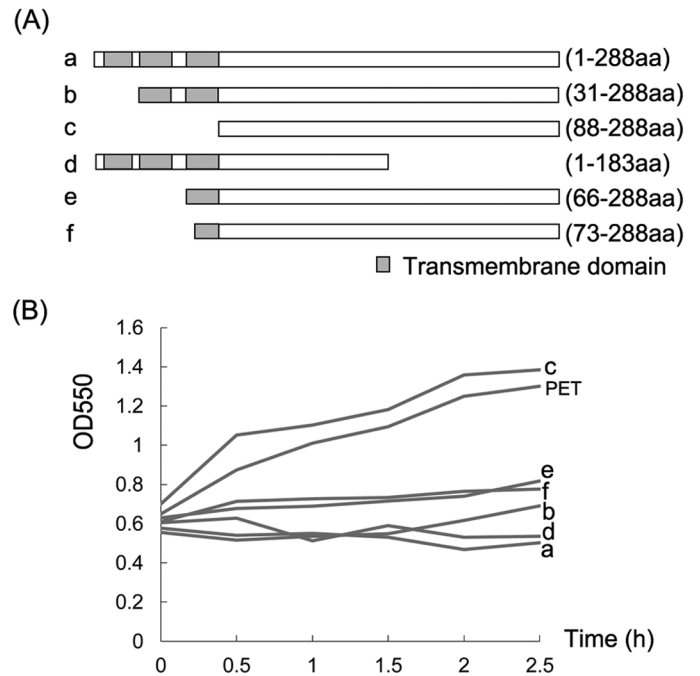 (A)
a (1-288aa)
b (31-288aa)
c (88-288aa)
d (1-183aa)
e (66-288aa)
f (73-288aa)
Transmembrane domain
(B)
OD550
1.6
1.4
1.2
1
0.8
0.6
0.4
0.2
0
c
PET
e
f
b
d
a
0 0.5 1 1.5 2 2.5
Time (h)